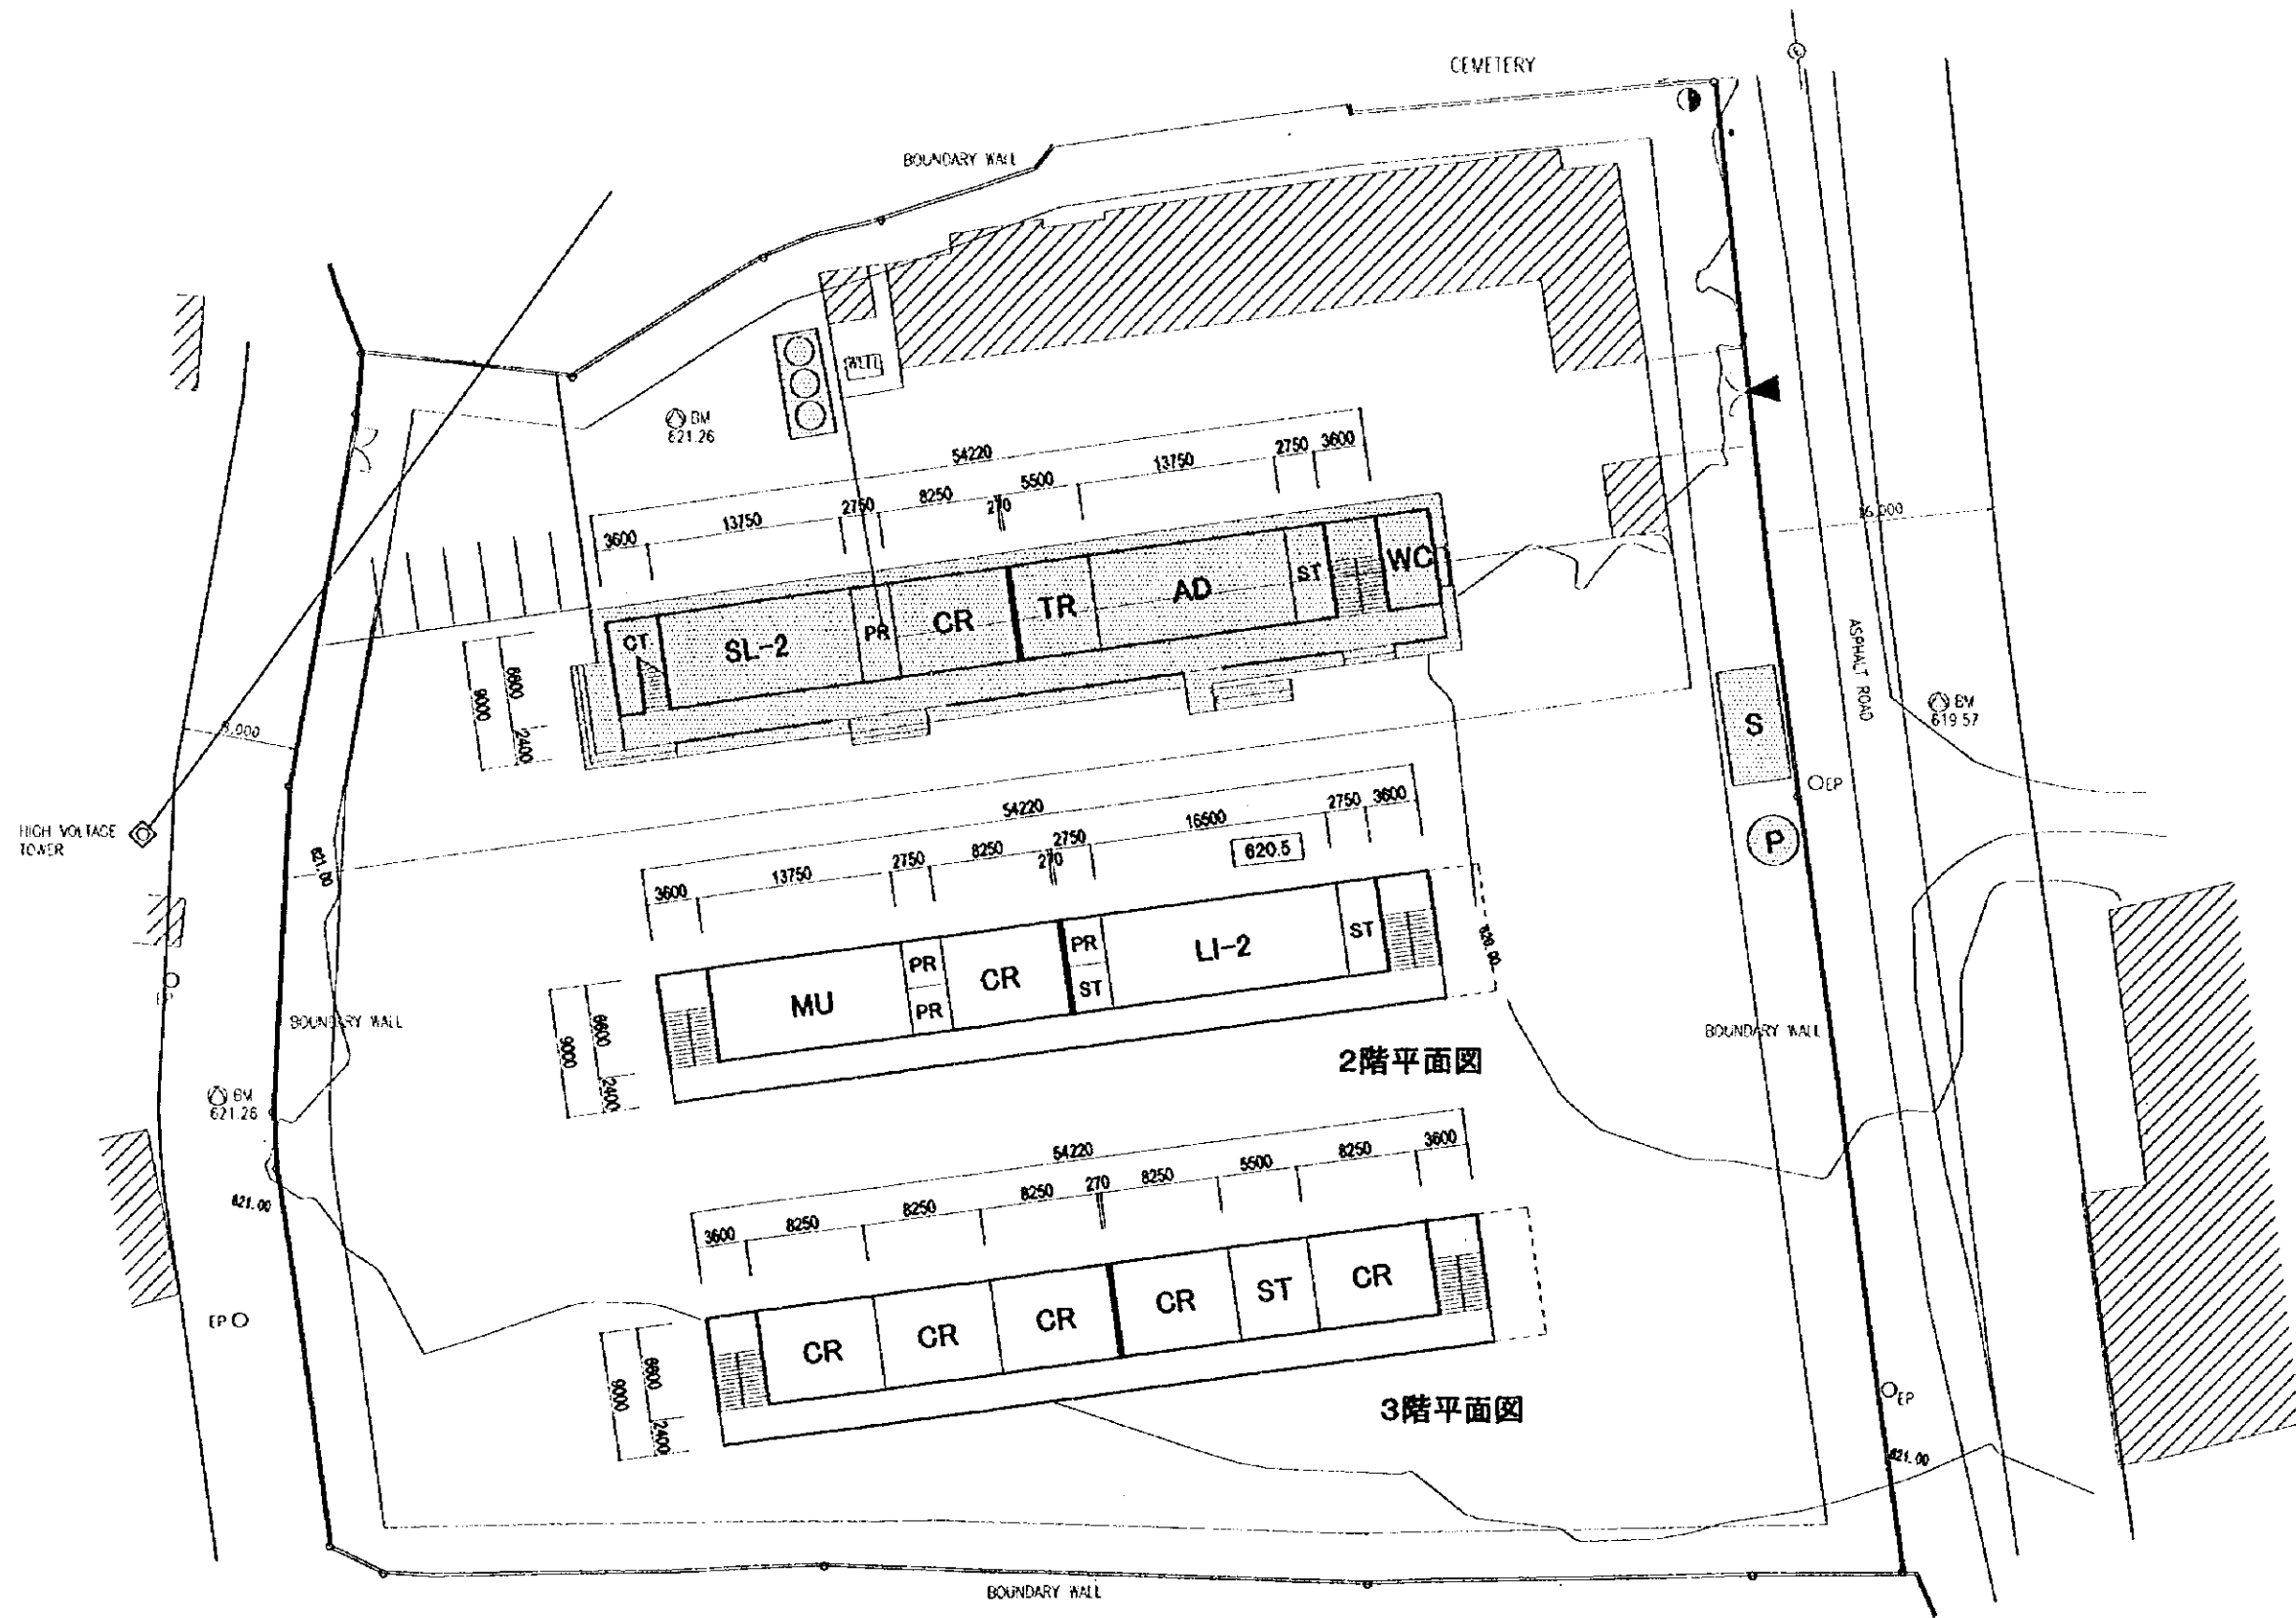 CEMETERY
BOUNDARY WALL
BM
621.26
54220
3600
13750
2750
8250
270
5500
13750
2750
3600
CT
SL-2
PR
CR
TR
AD
ST
WC
9000
6600
2400
16.000
ASPHALT ROAD
S
BM
619.57
EP
P
HIGH VOLTAGE
TOWER
621.00
54220
3600
13750
2750
8250
270
2750
16500
620.5
2750
3600
MU
PR
PR
CR
PR
ST
LI-2
ST
9000
6600
2400
2階平面図
BOUNDARY WALL
BOUNDARY WALL
EP
BM
621.26
621.00
EP
54220
3600
8250
8250
8250
270
8250
5500
8250
3600
CR
CR
CR
CR
ST
CR
9000
6600
2400
3階平面図
EP
621.00
BOUNDARY WALL